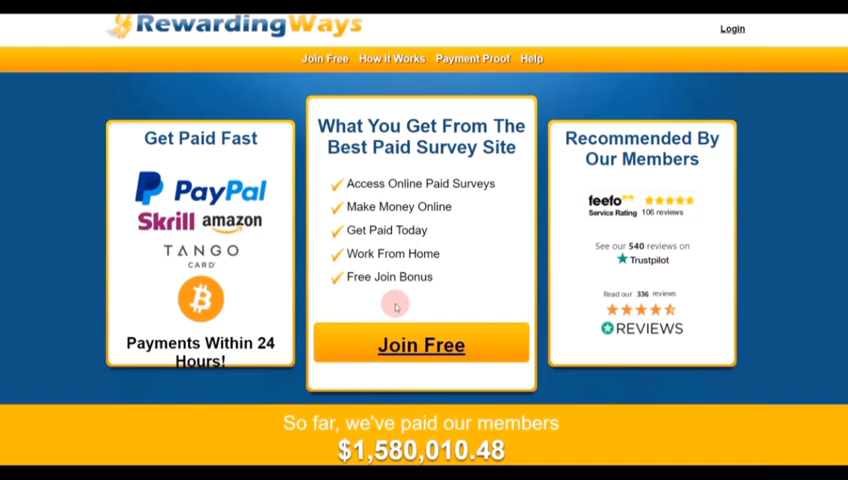 RewardingWays
Login
Join Free How it Works Payment Proof Help
Get Paid Fast
PayPal
Skrill amazon
TANGO
CARD
Payments Within 24
Hours!
What You Get From The
Best Paid Survey Site
Access Online Paid Surveys
Make Money Online
Get Paid Today
Work From Home
Free Join Bonus
Join Free
Recommended By
Our Members
feefo
Service Rating 106 reviews
See our 540 reviews on
Trustpilot
Read our 336 reviews
REVIEWS
So far, we've paid our members
$1,580,010.48